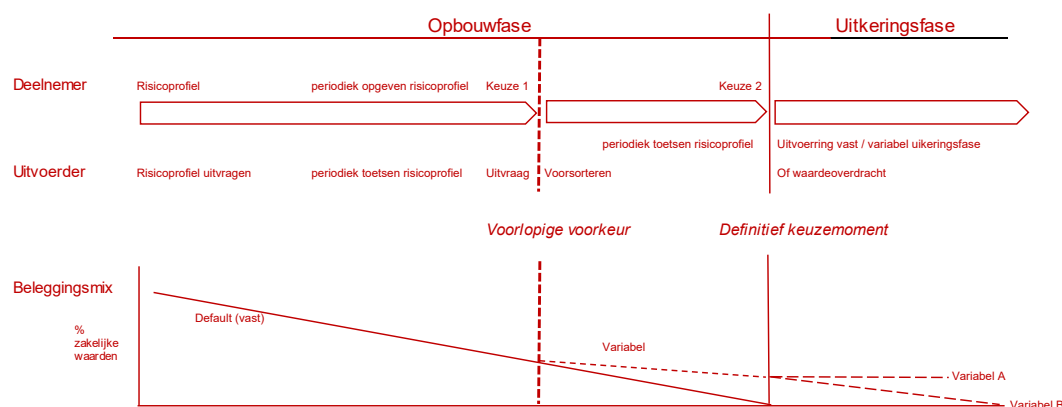 Opbouwfase
Uitkeringsfase
Deelnemer
Risicoprofiel
periodiek opgeven risicoprofiel
Keuze 1
Keuze 2
periodiek toetsen risicoprofiel
Uitvoerring vast / variabel uikeringsfase
Uitvoerder
Risicoprofiel uitvragen
periodiek toetsen risicoprofiel
Uitvraag
Voorsorteren
Of waardeoverdracht
Voorlopige voorkeur
Definitief keuzemoment
Beleggingsmix
Default (vast)
%
zakelijke
waarden
Variabel
Variabel A
Variabel B